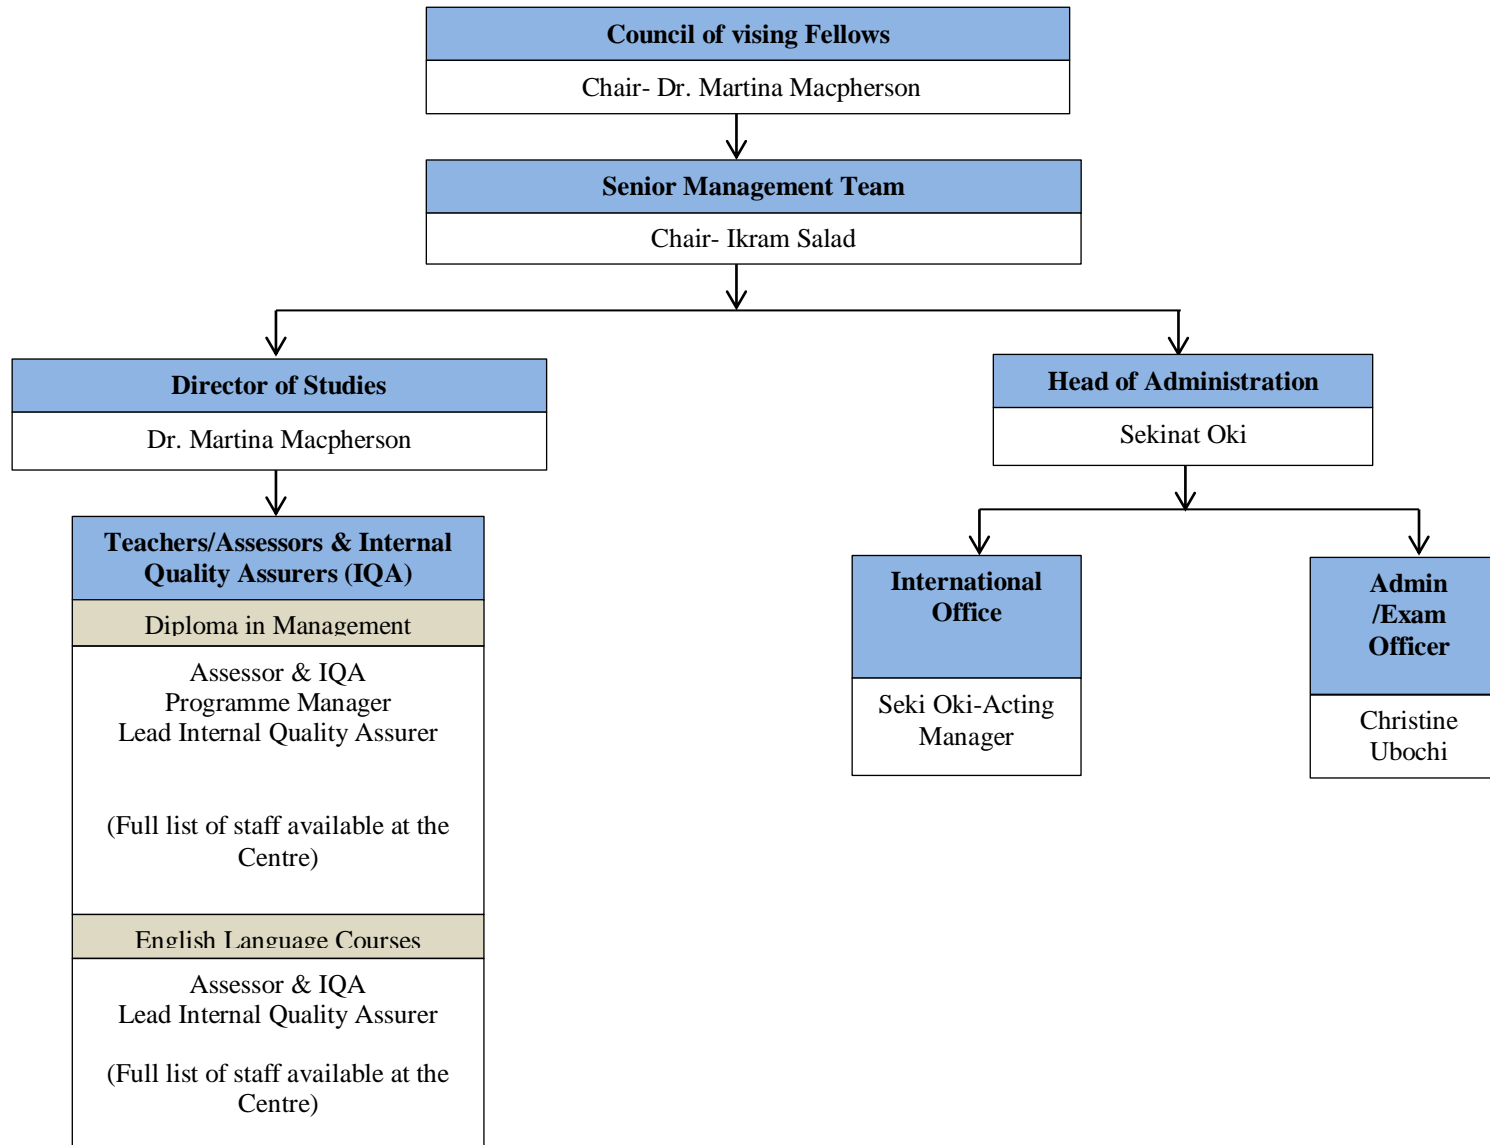 Council of vising Fellows
Chair- Dr. Martina Macpherson
Senior Management Team
Chair- Ikram Salad
Director of Studies
Dr. Martina Macpherson
Head of Administration
Sekinat Oki
Teachers/Assessors & Internal
Quality Assurers (IQA)
Diploma in Management
Assessor & IQA
Programme Manager
Lead Internal Quality Assurer
(Full list of staff available at the
Centre)
English Language Courses
Assessor & IQA
Lead Internal Quality Assurer
(Full list of staff available at the
Centre)
International
Office
Seki Oki-Acting
Manager
Admin
/Exam
Officer
Christine
Ubochi